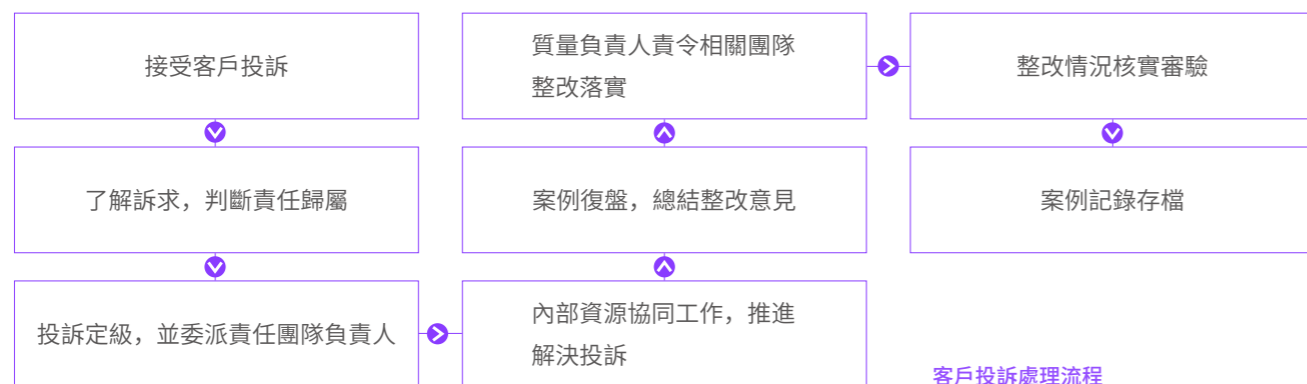 接受客戶投訴
了解訴求，判斷責任歸屬
投訴定級，並委派責任團隊負責人
內部資源協同工作，推進
解決投訴
案例復盤，總結整改意見
質量負責人責令相關團隊
整改落實
整改情況核實審驗
案例記錄存檔
客戶投訴處理流程